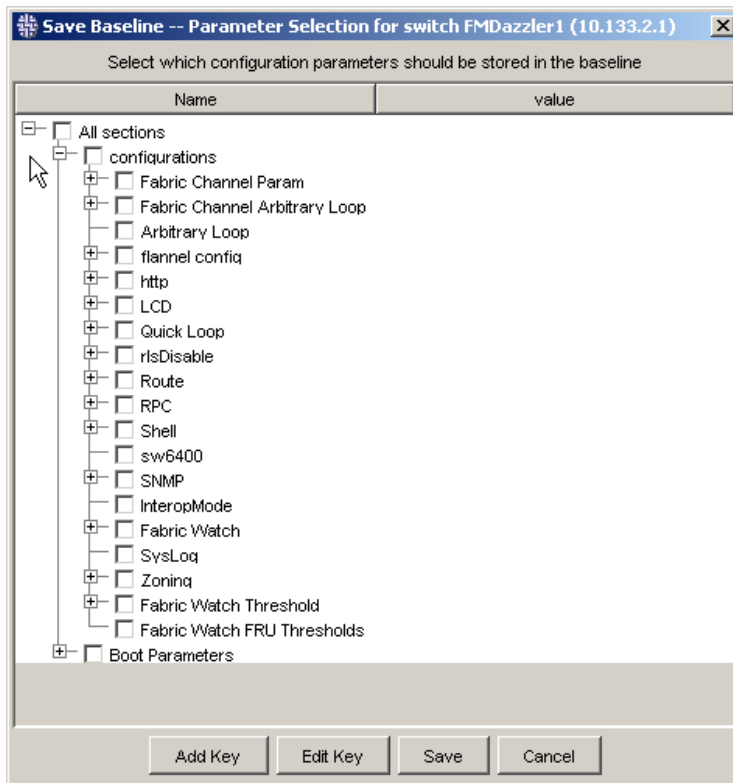 Save Baseline -- Parameter Selection for switch FMDazzler1 (10.133.2.1)
Select which configuration parameters should be stored in the baseline
Name value
All sections
configurations
Fabric Channel Param
Fabric Channel Arbitrary Loop
Arbitrary Loop
flannel config
http
LCD
Quick Loop
rlsDisable
Route
RPC
Shell
sw6400
SNMP
InteropMode
Fabric Watch
SysLog
Zoning
Fabric Watch Threshold
Fabric Watch FRU Thresholds
Boot Parameters
Add Key Edit Key Save Cancel